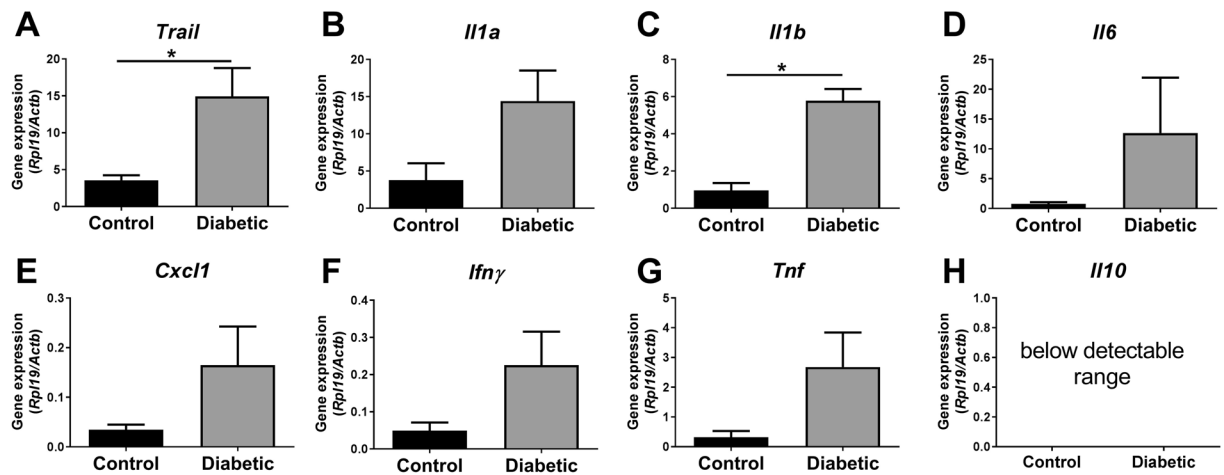 A
Trail
*
Gene expression
(Rpl19/Actb)
20
15
10
5
0
Control
Diabetic
B
Il1a
Gene expression
(Rpl19/Actb)
20
15
10
5
0
Control
Diabetic
C
Il1b
*
Gene expression
(Rpl19/Actb)
8
6
4
2
0
Control
Diabetic
D
Il6
Gene expression
(Rpl19/Actb)
25
20
15
10
5
0
Control
Diabetic
E
Cxcl1
Gene expression
(Rpl19/Actb)
0.3
0.2
0.1
0.0
Control
Diabetic
F
Ifnγ
Gene expression
(Rpl19/Actb)
0.4
0.3
0.2
0.1
0.0
Control
Diabetic
G
Tnf
Gene expression
(Rpl19/Actb)
5
4
3
2
1
0
Control
Diabetic
H
Il10
Gene expression
(Rpl19/Actb)
1.0
0.8
0.6
0.4
0.2
0.0
below detectable
range
Control
Diabetic